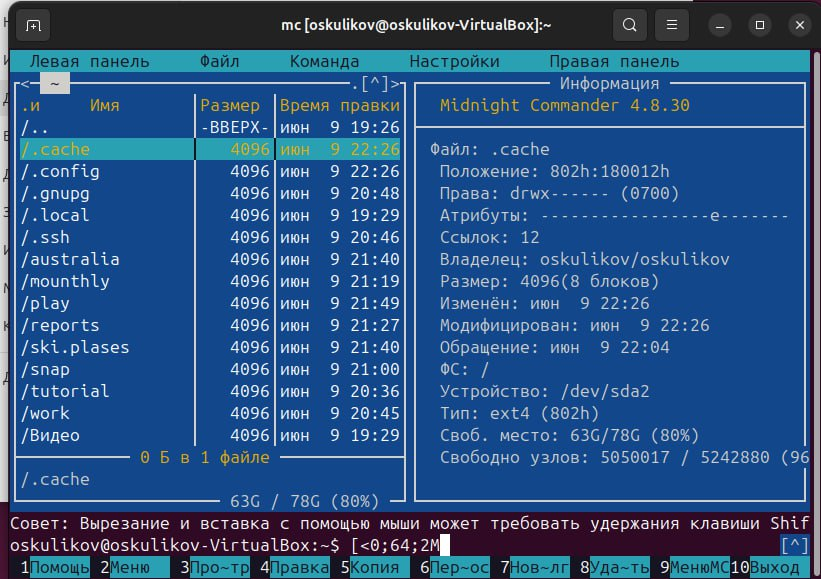 mc [oskulikov@oskulikov-VirtualBox]:~
Левая панель Файл Команда Настройки Правая панель
<- ~ .[^]>
.и Имя Размер Время правки
/.. -ВВЕРХ- июн 9 19:26
/.cache 4096 июн 9 22:26
/.config 4096 июн 9 22:26
/.gnupg 4096 июн 9 20:48
/.local 4096 июн 9 19:29
/.ssh 4096 июн 9 20:46
/australia 4096 июн 9 21:40
/mounthly 4096 июн 9 21:19
/play 4096 июн 9 21:40
/reports 4096 июн 9 21:27
/ski.plases 4096 июн 9 21:40
/snap 4096 июн 9 21:00
/tutorial 4096 июн 9 20:36
/work 4096 июн 9 20:45
/Видео 4096 июн 9 19:29
0 Б в 1 файле
/.cache
63G / 78G (80%)
Информация
Midnight Commander 4.8.30
Файл: .cache
Положение: 802h:180012h
Права: drwx------ (0700)
Атрибуты: -----------------e-------
Ссылок: 12
Владелец: oskulikov/oskulikov
Размер: 4096(8 блоков)
Изменён: июн 9 22:26
Модифицирован: июн 9 22:26
Обращение: июн 9 22:04
ФС: /
Устройство: /dev/sda2
Тип: ext4 (802h)
Своб. место: 63G/78G (80%)
Свободно узлов: 5050017 / 5242880 (96
Совет: Вырезание и вставка с помощью мыши может требовать удержания клавиши Shif
oskulikov@oskulikov-VirtualBox:~$ [<0;64;2M [^]
1Помощь 2Меню 3Про~тр 4Правка 5Копия 6Пер~ос 7Нов~лг 8Уда~ть 9МенюМС 10Выход